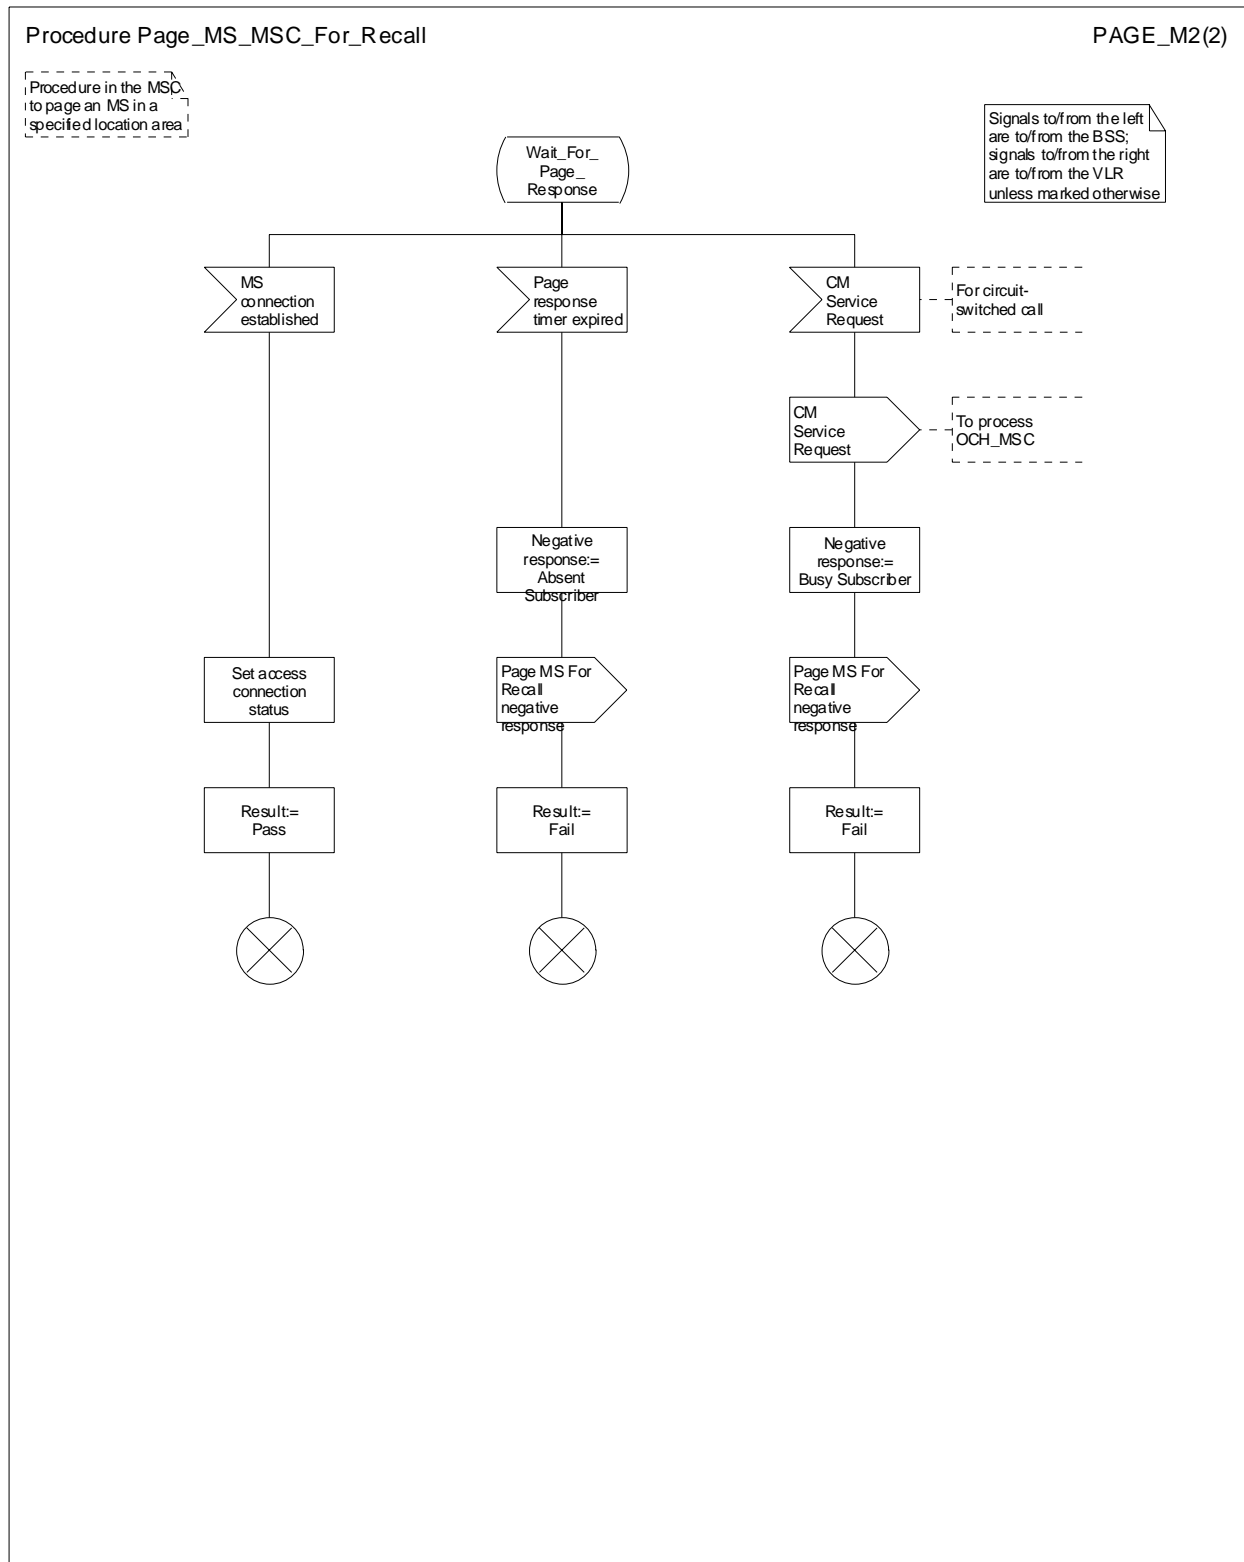 Procedure Page_MS_MSC_For_Recall
PAGE_M2(2)
Procedure in the MSC
to page an MS in a
specified location area
Signals to/from the left
are to/from the BSS;
signals to/from the right
are to/from the VLR
unless marked otherwise
Wait_For_
Page_
Response
MS
connection
established
Page
response
timer expired
CM
Service
Request
For circuit-
switched call
CM
Service
Request
To process
OCH_MSC
Negative
response:=
Absent
Subscriber
Negative
response:=
Busy Subscriber
Set access
connection
status
Page MS For
Recall
negative
response
Page MS For
Recall
negative
response
Result:=
Pass
Result:=
Fail
Result:=
Fail